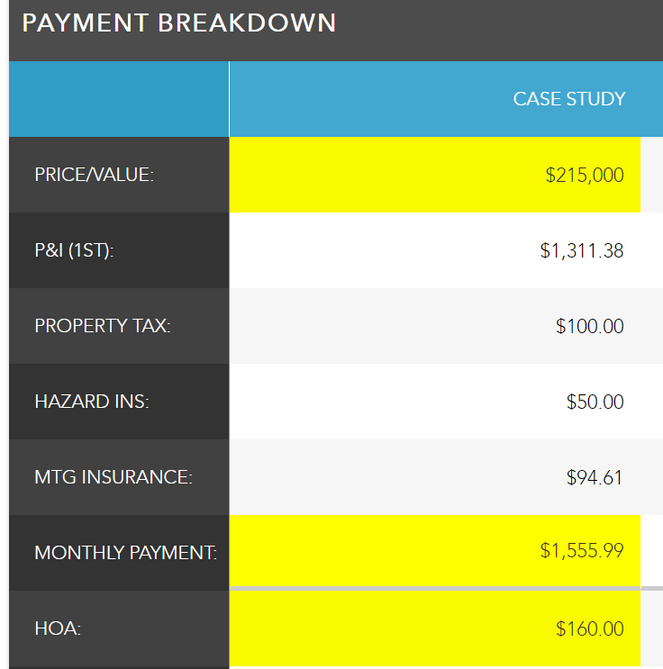 PAYMENT BREAKDOWN
CASE STUDY
PRICE/VALUE: $215,000
P&I (1ST): $1,311.38
PROPERTY TAX: $100.00
HAZARD INS: $50.00
MTG INSURANCE: $94.61
MONTHLY PAYMENT: $1,555.99
HOA: $160.00